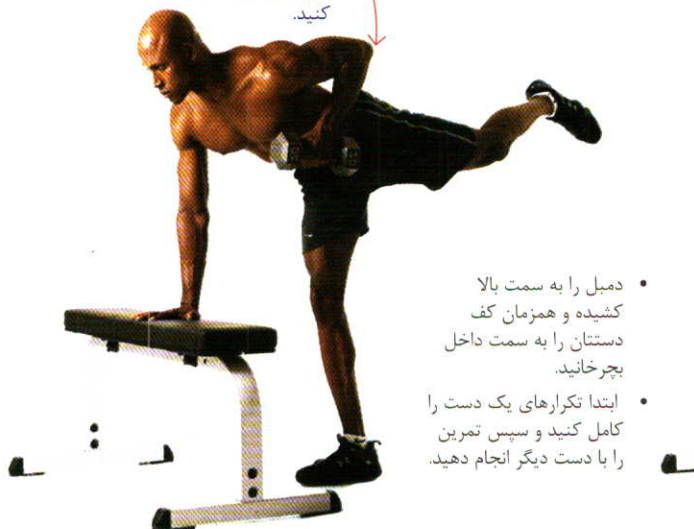 کنید.
• دمبل را به سمت بالا
کشیده و همزمان کف
دستتان را به سمت داخل
بچرخانید.
• ابتدا تکرارهای یک دست را
کامل کنید و سپس تمرین
را با دست دیگر انجام دهید.